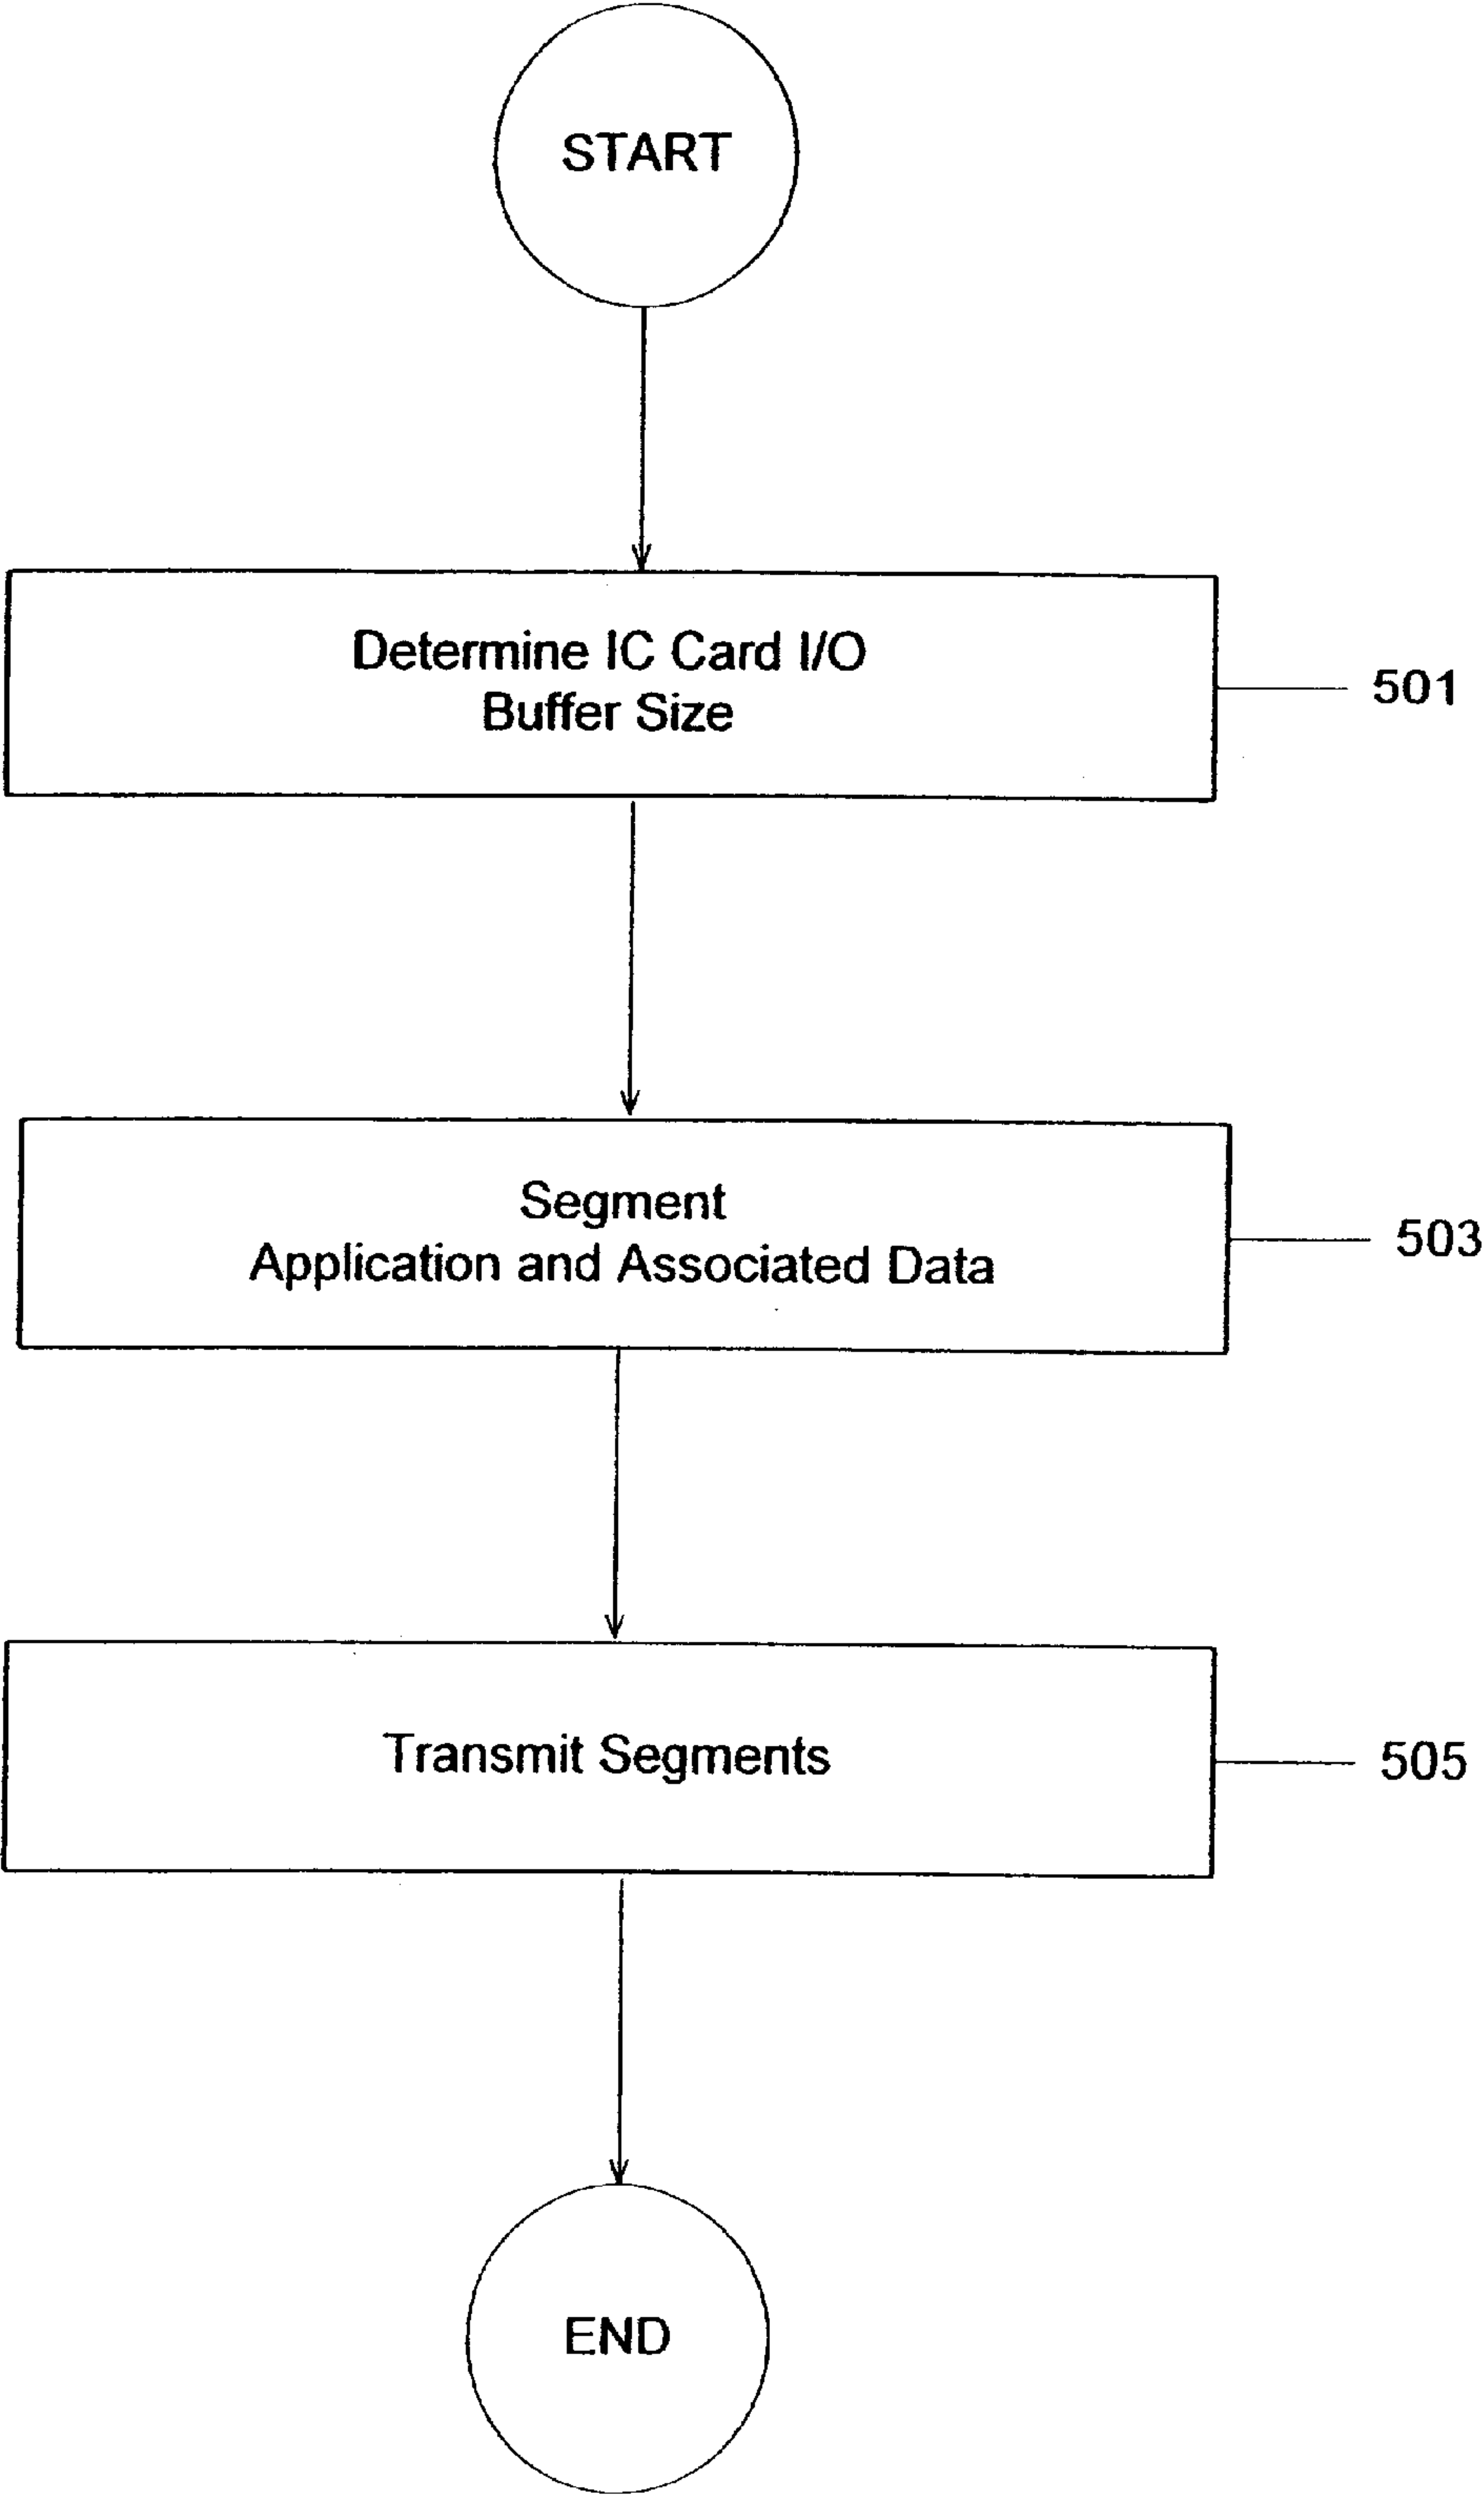 START
Determine IC Card I/O
Buffer Size
501
Segment
Application and Associated Data
503
Transmit Segments
505
END